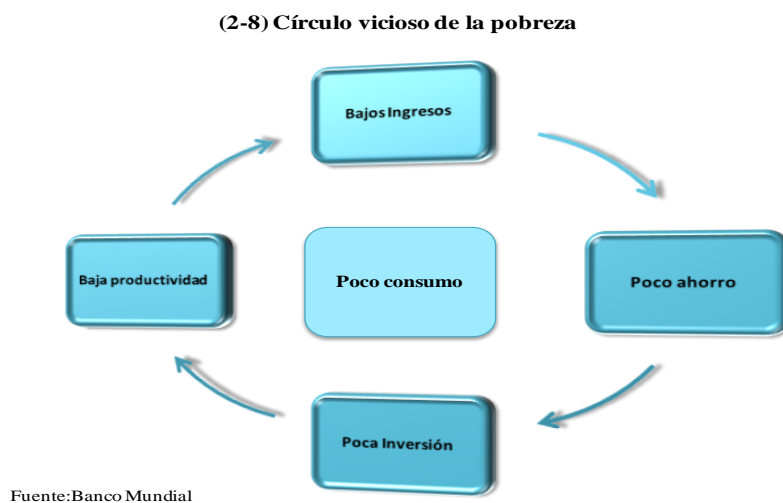 (2-8) Círculo vicioso de la pobreza
Bajos Ingresos
Baja productividad
Poco consumo
Poco ahorro
Poca Inversión
Fuente:Banco Mundial